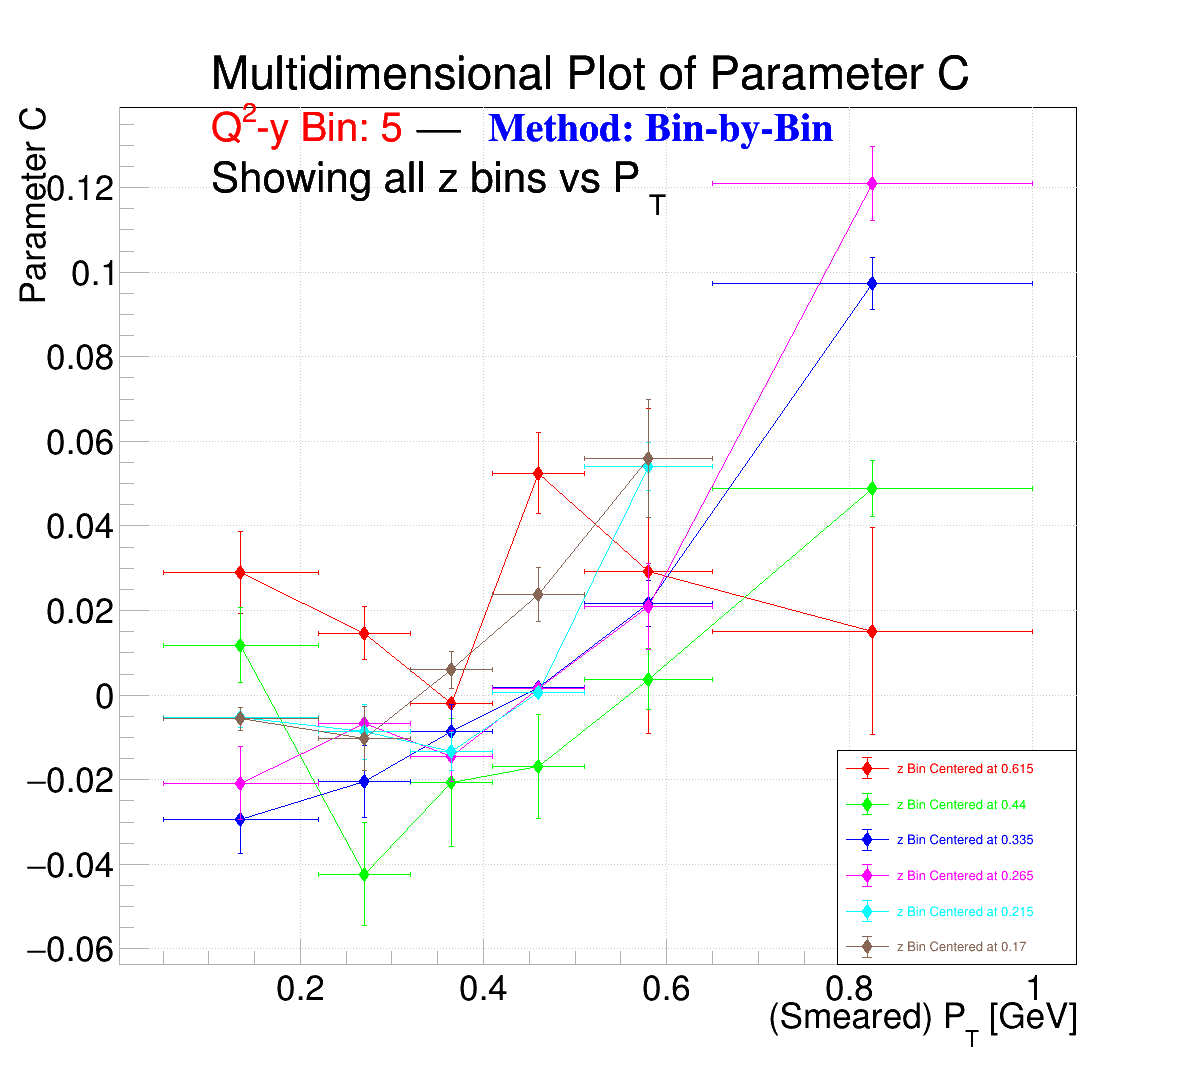 Multidimensional Plot of Parameter C
Q²-y Bin: 5 — Method: Bin-by-Bin
Showing all z bins vs P_T
Parameter C
0.12
0.1
0.08
0.06
0.04
0.02
0
−0.02
−0.04
−0.06
z Bin Centered at 0.615
z Bin Centered at 0.44
z Bin Centered at 0.335
z Bin Centered at 0.265
z Bin Centered at 0.215
z Bin Centered at 0.17
0.2 0.4 0.6 0.8 1
(Smeared) P_T [GeV]